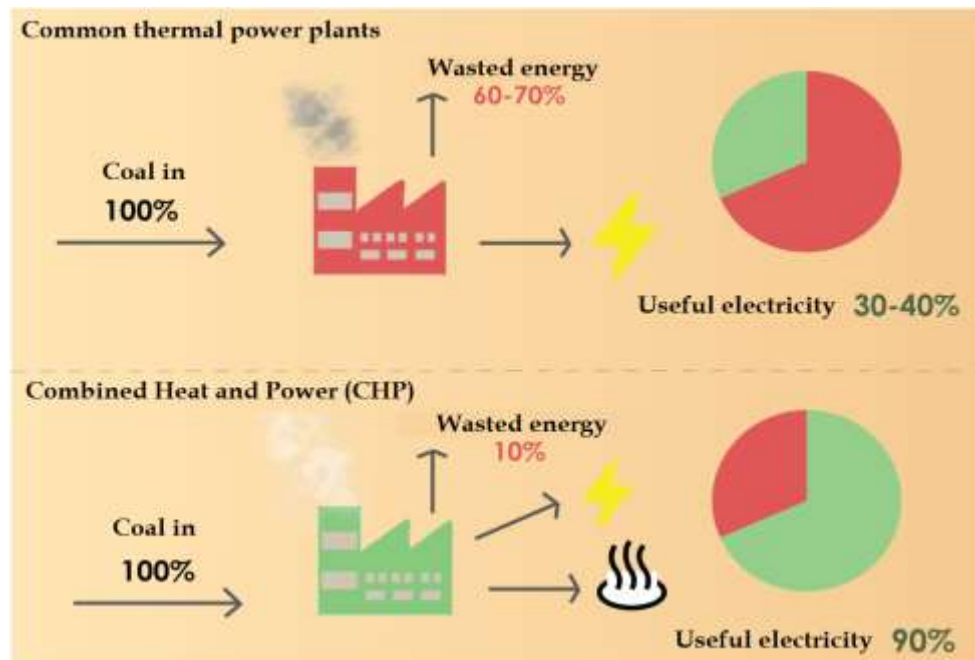 Common thermal power plants
Wasted energy
60-70%
Coal in
100%
Useful electricity 30-40%
Combined Heat and Power (CHP)
Wasted energy
10%
Coal in
100%
Useful electricity 90%